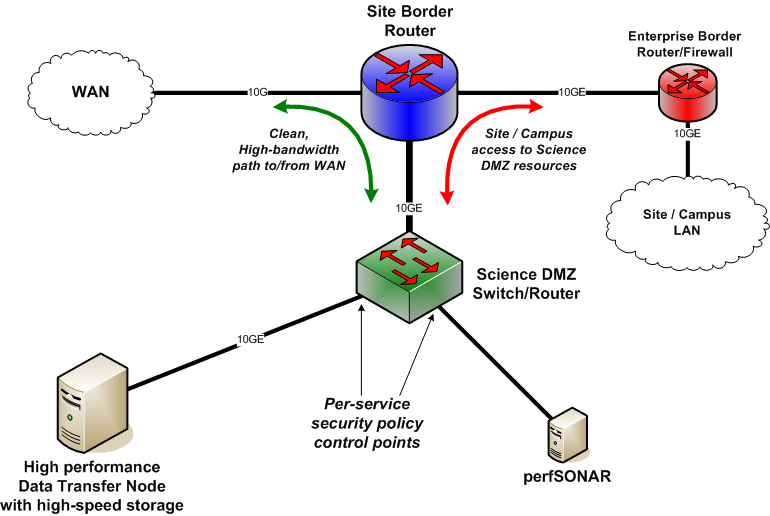 Site Border
Router
Enterprise Border
Router/Firewall
WAN
10G
10GE
10GE
Clean,
High-bandwidth
path to/from WAN
Site / Campus
access to Science
DMZ resources
10GE
Site / Campus
LAN
Science DMZ
Switch/Router
10GE
Per-service
security policy
control points
High performance
Data Transfer Node
with high-speed storage
perfSONAR